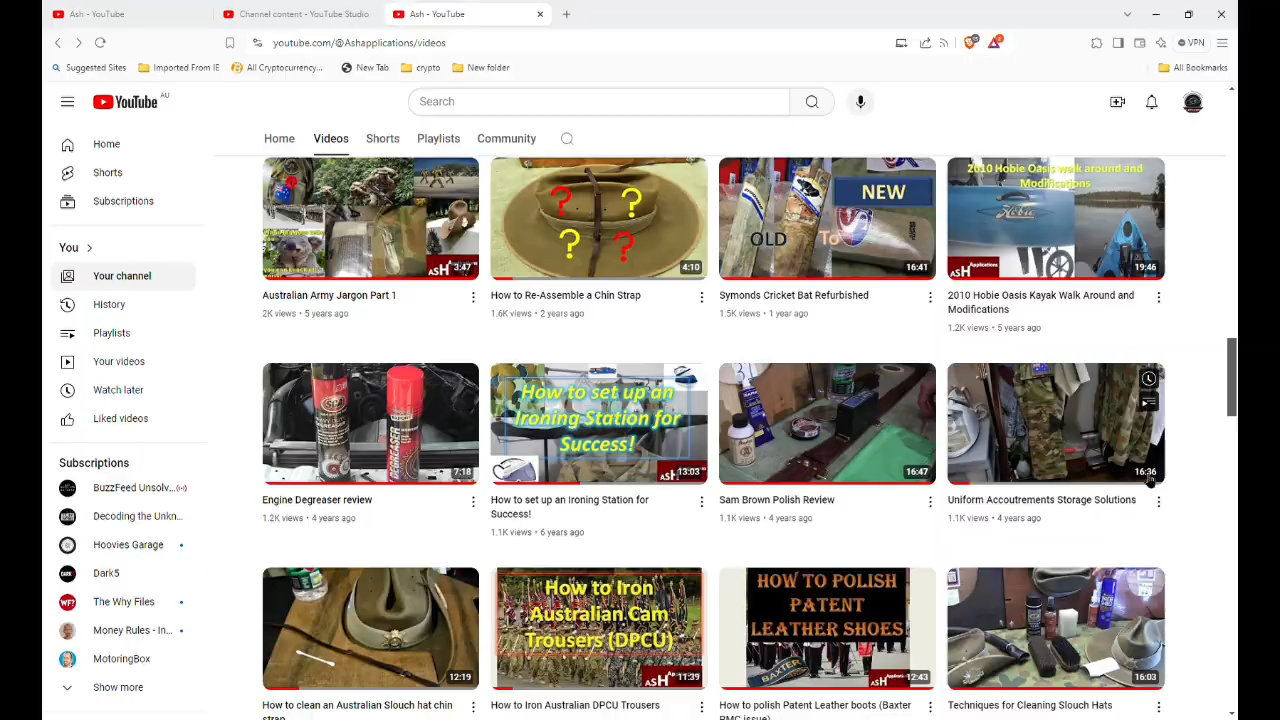 Ash - YouTube
Channel content - YouTube Studio
Ash - YouTube
youtube.com/@Ashapplications/videos
VPN
Suggested Sites
Imported From IE
All Cryptocurrency...
New Tab
crypto
New folder
All Bookmarks
YouTube AU
Search
Home
Videos
Shorts
Playlists
Community
Home
Shorts
Subscriptions
You
Your channel
History
Playlists
Your videos
Watch later
Liked videos
Subscriptions
BuzzFeed Unsolv...
Decoding the Unkn...
Hoovies Garage
Dark5
The Why Files
Money Rules - In...
MotoringBox
Show more
3:47
Australian Army Jargon Part 1
2K views • 5 years ago
? ? ? ?
4:10
How to Re-Assemble a Chin Strap
1.6K views • 2 years ago
NEW
OLD To
16:41
Symonds Cricket Bat Refurbished
1.5K views • 1 year ago
2010 Hobie Oasis walk around and
Modifications
Hobie
ASH Applications
19:46
2010 Hobie Oasis Kayak Walk Around and
Modifications
1.2K views • 5 years ago
DEGREASER
7:18
Engine Degreaser review
1.2K views • 4 years ago
How to set up an
Ironing Station for
Success!
13:03
How to set up an Ironing Station for
Success!
1.1K views • 6 years ago
16:47
Sam Brown Polish Review
1.1K views • 4 years ago
16:36
Uniform Accoutrements Storage Solutions
1.1K views • 4 years ago
12:19
How to clean an Australian Slouch hat chin
strap
How to Iron
Australian Cam
Trousers (DPCU)
11:39
How to Iron Australian DPCU Trousers
HOW TO POLISH
PATENT
LEATHER SHOES
BAXTER
12:43
How to polish Patent Leather boots (Baxter
RMC issue)
16:03
Techniques for Cleaning Slouch Hats